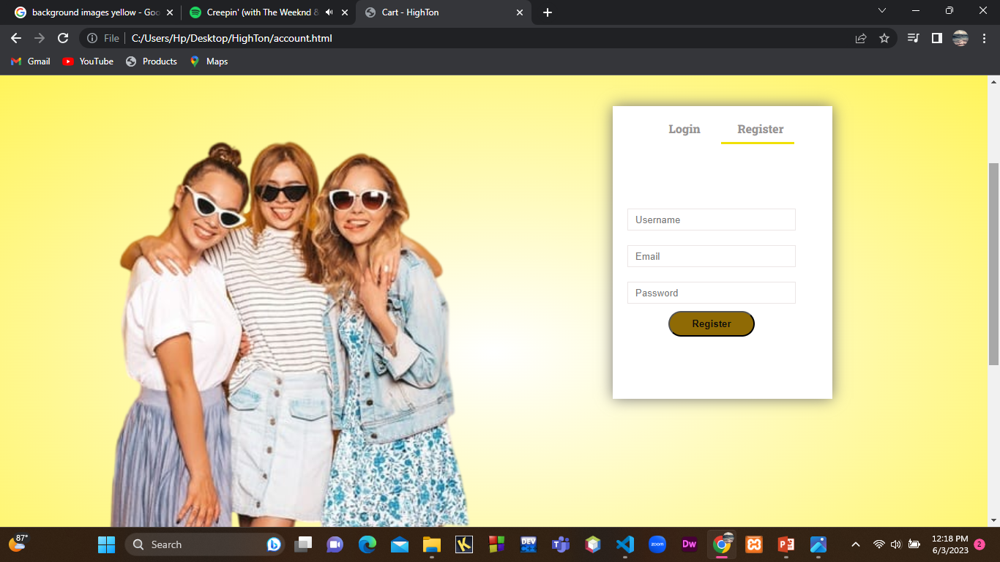 background images yellow - Goo
Creepin' (with The Weeknd &
Cart - HighTon
File
C:/Users/Hp/Desktop/HighTon/account.html
Gmail
YouTube
Products
Maps
Login
Register
Username
Email
Password
Register
87°
Search
DEV
C++
zoom
Dw
12:18 PM
6/3/2023
2